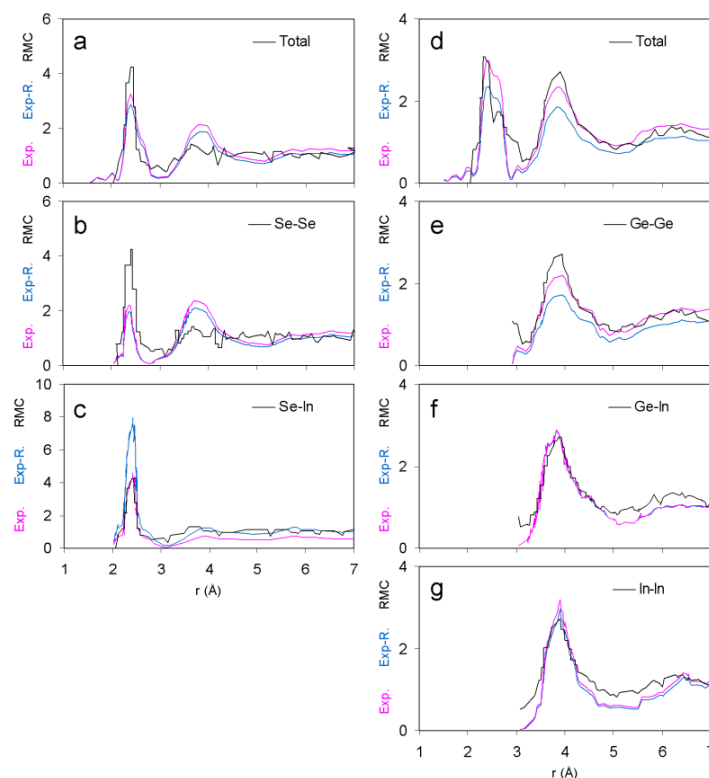 a
Total
Exp. Exp-R. RMC
6
4
2
0
b
Se-Se
Exp. Exp-R. RMC
6
4
2
0
c
Se-In
Exp. Exp-R. RMC
10
8
6
4
2
0
1 2 3 4 5 6 7
r (Å)
d
Total
Exp. Exp-R. RMC
4
2
0
e
Ge-Ge
Exp. Exp-R. RMC
4
2
0
f
Ge-In
Exp. Exp-R. RMC
4
2
0
g
In-In
Exp. Exp-R. RMC
4
2
0
1 2 3 4 5 6 7
r (Å)